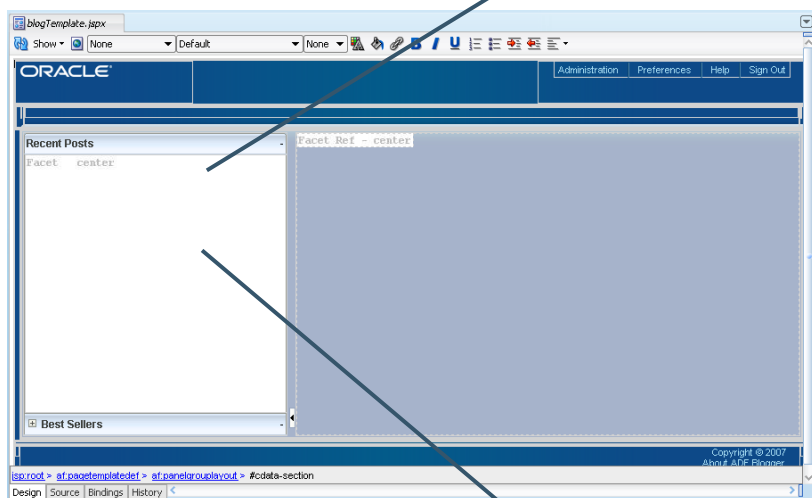 blogTemplate.jspx
Show None Default None B I U
ORACLE Administration Preferences Help Sign Out
Recent Posts - Facet Ref - center
Facet center
Best Sellers -
Copyright © 2007
About ADF Blogger
jsp:root > af:pagetemplatedef > af:panelgrouplayout > #cdata-section
Design Source Bindings History